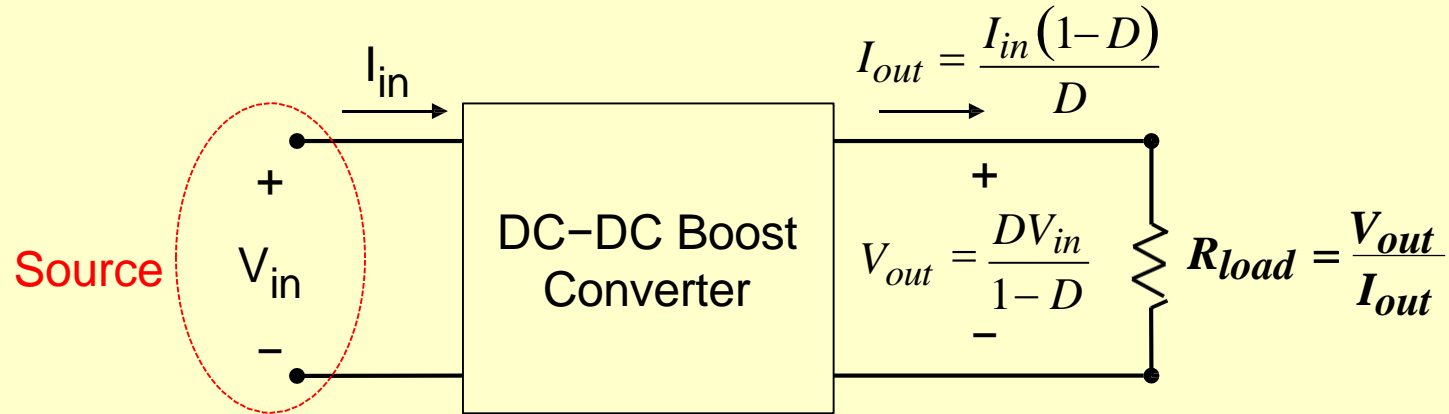 I_in
I_out = I_in(1−D)/D
Source
+
V_in
−
DC−DC Boost
Converter
+
V_out = DV_in/(1−D)
−
R_load = V_out/I_out